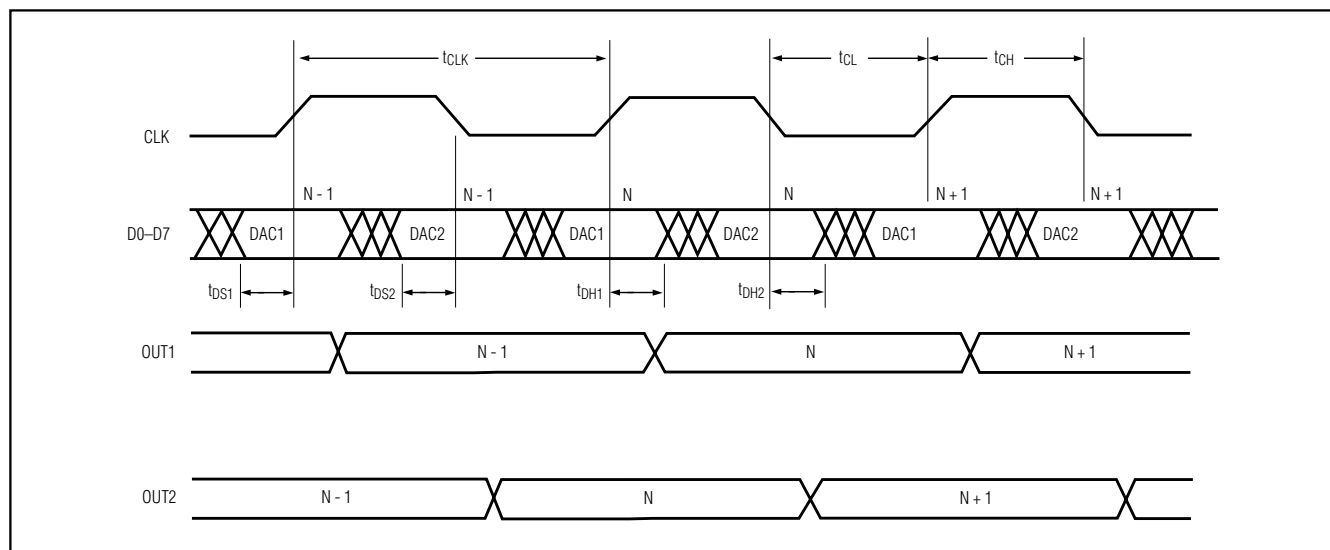 tCLK tCL tCH
CLK
N - 1 N - 1 N N N + 1 N + 1
D0–D7 DAC1 DAC2 DAC1 DAC2 DAC1 DAC2
tDS1 tDS2 tDH1 tDH2
OUT1 N - 1 N N + 1
OUT2 N - 1 N N + 1